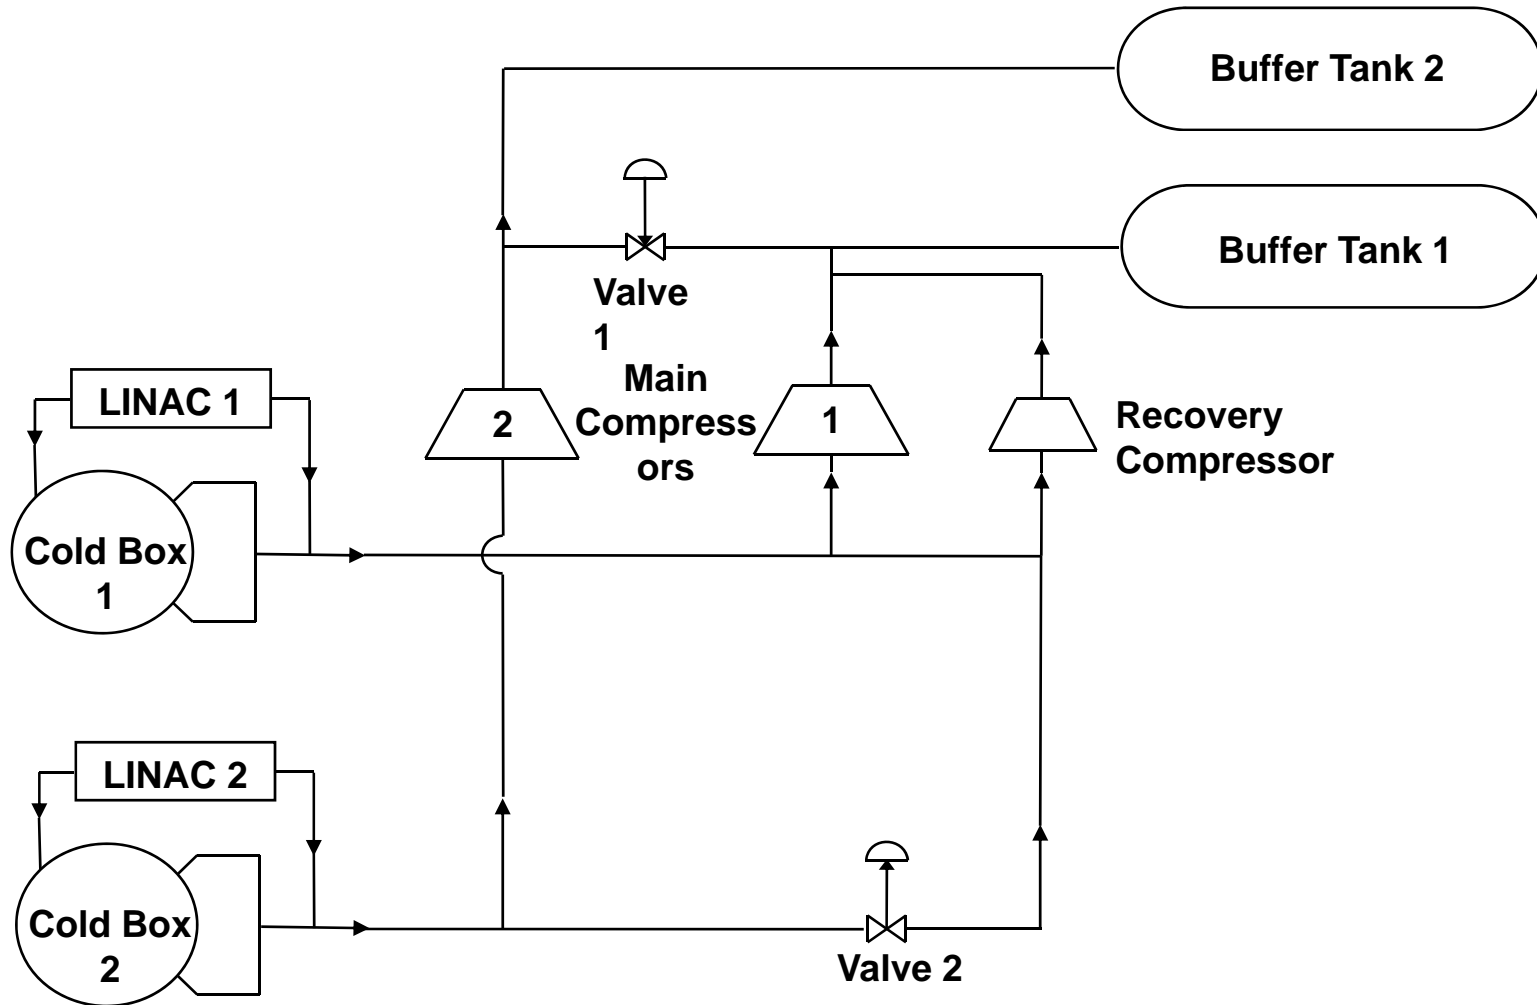 Buffer Tank 2
Buffer Tank 1
Valve
1
Main
Compress
ors
2
1
Recovery
Compressor
LINAC 1
Cold Box
1
LINAC 2
Cold Box
2
Valve 2